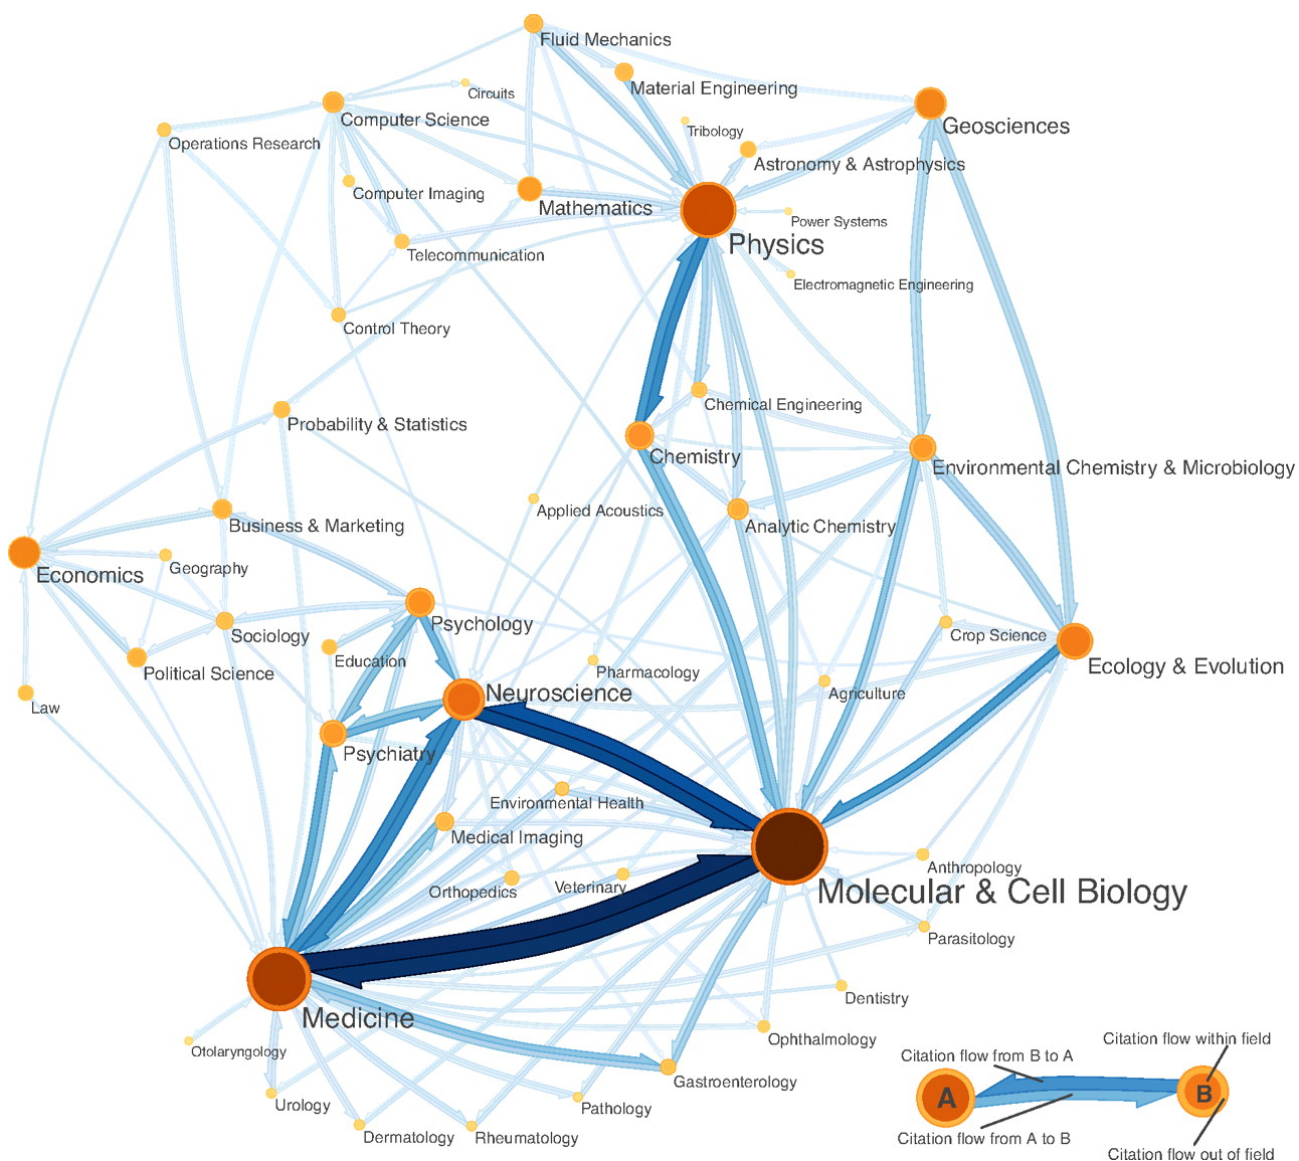 Fluid Mechanics
Circuits
Material Engineering
Computer Science
Geosciences
Operations Research
Tribology
Astronomy & Astrophysics
Computer Imaging
Mathematics
Power Systems
Physics
Telecommunication
Electromagnetic Engineering
Control Theory
Chemical Engineering
Probability & Statistics
Chemistry
Environmental Chemistry & Microbiology
Applied Acoustics
Business & Marketing
Analytic Chemistry
Geography
Economics
Psychology
Sociology
Crop Science
Education
Ecology & Evolution
Political Science
Pharmacology
Neuroscience
Agriculture
Law
Psychiatry
Environmental Health
Medical Imaging
Anthropology
Orthopedics
Veterinary
Molecular & Cell Biology
Parasitology
Dentistry
Medicine
Ophthalmology
Otolaryngology
Gastroenterology
Urology
Pathology
Dermatology
Rheumatology
Citation flow within field
Citation flow from B to A
A
B
Citation flow from A to B
Citation flow out of field